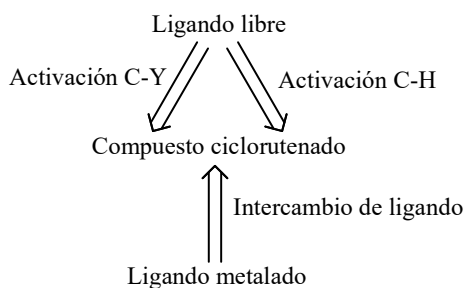 Ligando libre
Activación C-Y
Activación C-H
Compuesto ciclorutenado
Intercambio de ligando
Ligando metalado